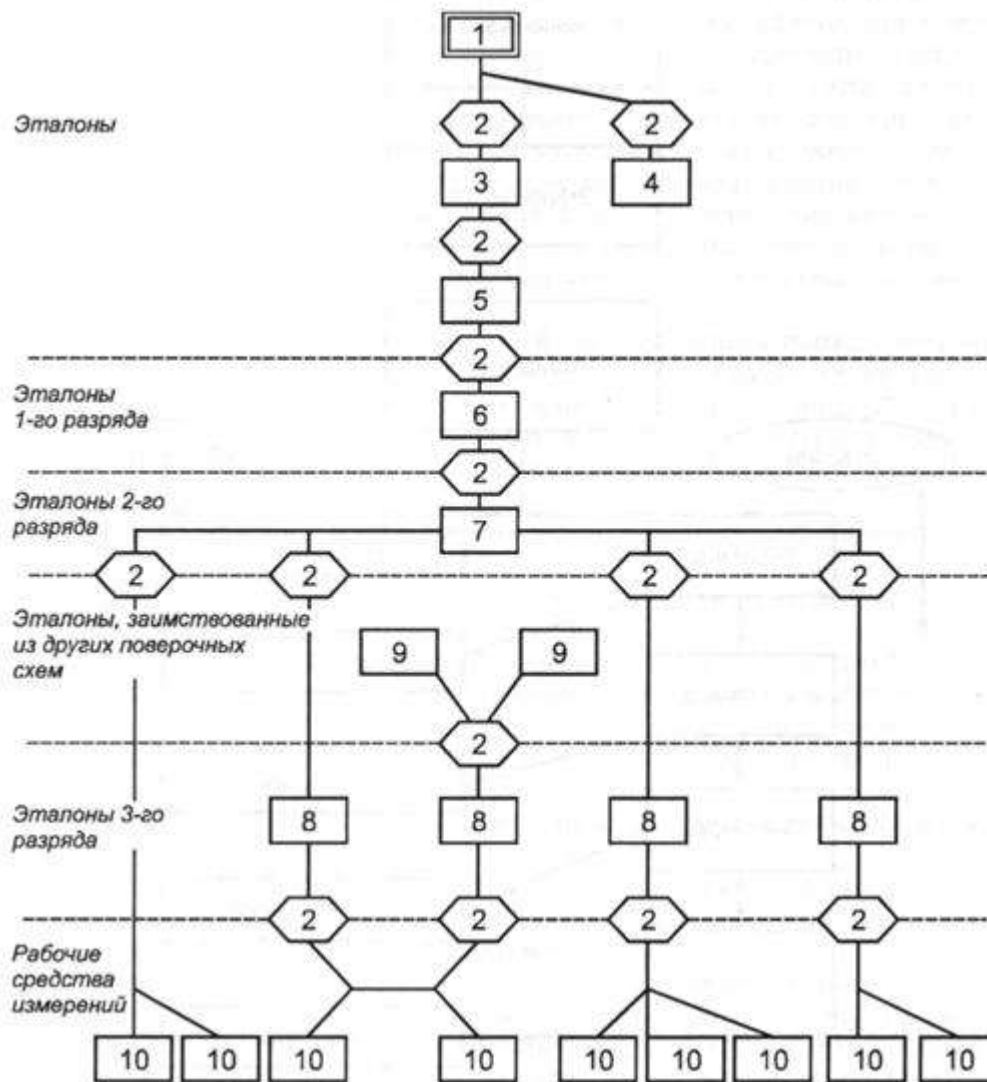 1
Эталоны
2 2
3 4
2
5
2
Эталоны
1-го разряда
6
2
Эталоны 2-го
разряда
7
2 2 2 2
Эталоны, заимствованные
из других поверочных
схем
9 9
2
Эталоны 3-го
разряда
8 8 8 8
2 2 2 2
Рабочие
средства
измерений
10 10 10 10 10 10 10 10 10